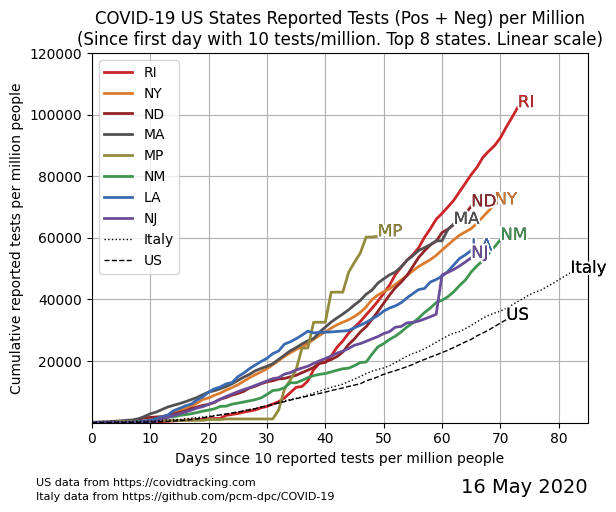 COVID-19 US States Reported Tests (Pos + Neg) per Million
(Since first day with 10 tests/million. Top 8 states. Linear scale)
Cumulative reported tests per million people
120000
100000
80000
60000
40000
20000
RI
NY
ND
MA
MP
NM
LA
NJ
Italy
US
RI
NDNY
MA
MP
NM
LA
NJ
Italy
US
0 10 20 30 40 50 60 70 80
Days since 10 reported tests per million people
US data from https://covidtracking.com
Italy data from https://github.com/pcm-dpc/COVID-19
16 May 2020